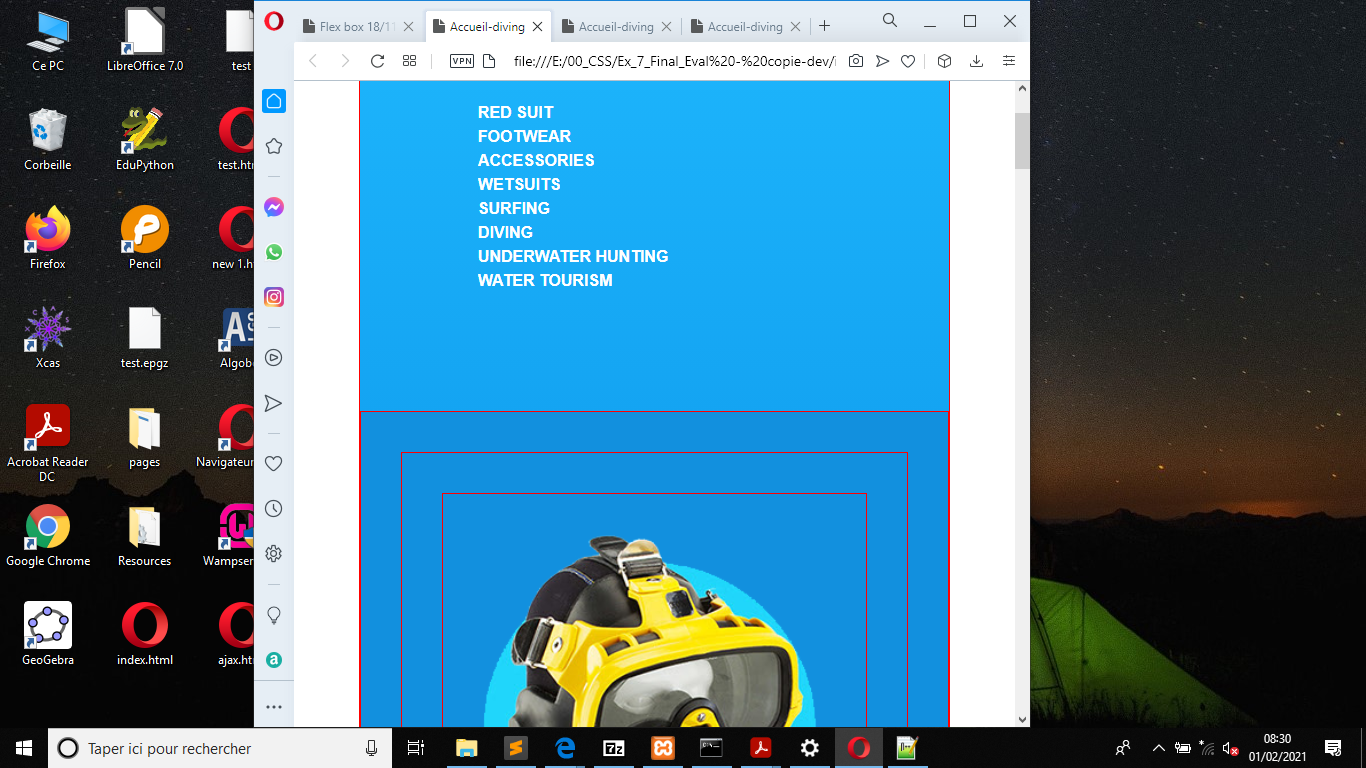 Ce PC
LibreOffice 7.0
test
Corbeille
EduPython
test.htm
Firefox
Pencil
new 1.h
Xcas
test.epgz
Algobo
Acrobat Reader
DC
pages
Navigateur
Google Chrome
Resources
Wampser
GeoGebra
index.html
ajax.ht
Flex box 18/11
Accueil-diving
Accueil-diving
Accueil-diving
VPN
file:///E:/00_CSS/Ex_7_Final_Eval%20-%20copie-dev/i
RED SUIT
FOOTWEAR
ACCESSORIES
WETSUITS
SURFING
DIVING
UNDERWATER HUNTING
WATER TOURISM
Taper ici pour rechercher
7z
08:30
01/02/2021